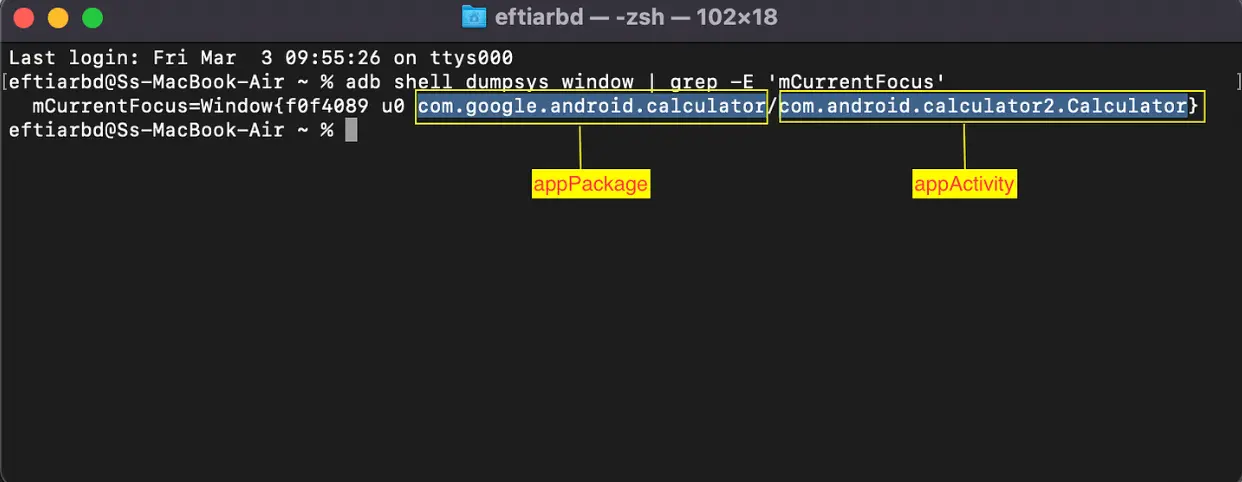 eftiarbd — -zsh — 102×18
Last login: Fri Mar  3 09:55:26 on ttys000
[eftiarbd@Ss-MacBook-Air ~ % adb shell dumpsys window | grep -E 'mCurrentFocus' ]
  mCurrentFocus=Window{f0f4089 u0 com.google.android.calculator/com.android.calculator2.Calculator}
eftiarbd@Ss-MacBook-Air ~ %
appPackage
appActivity